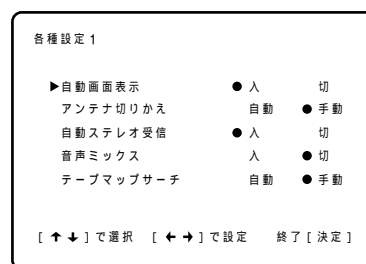 各種設定1
▶自動画面表示 ●入 切
アンテナ切りかえ 自動 ●手動
自動ステレオ受信 ●入 切
音声ミックス 入 ●切
テープマップサーチ 自動 ●手動
[↑↓]で選択 [←→]で設定 終了[決定]